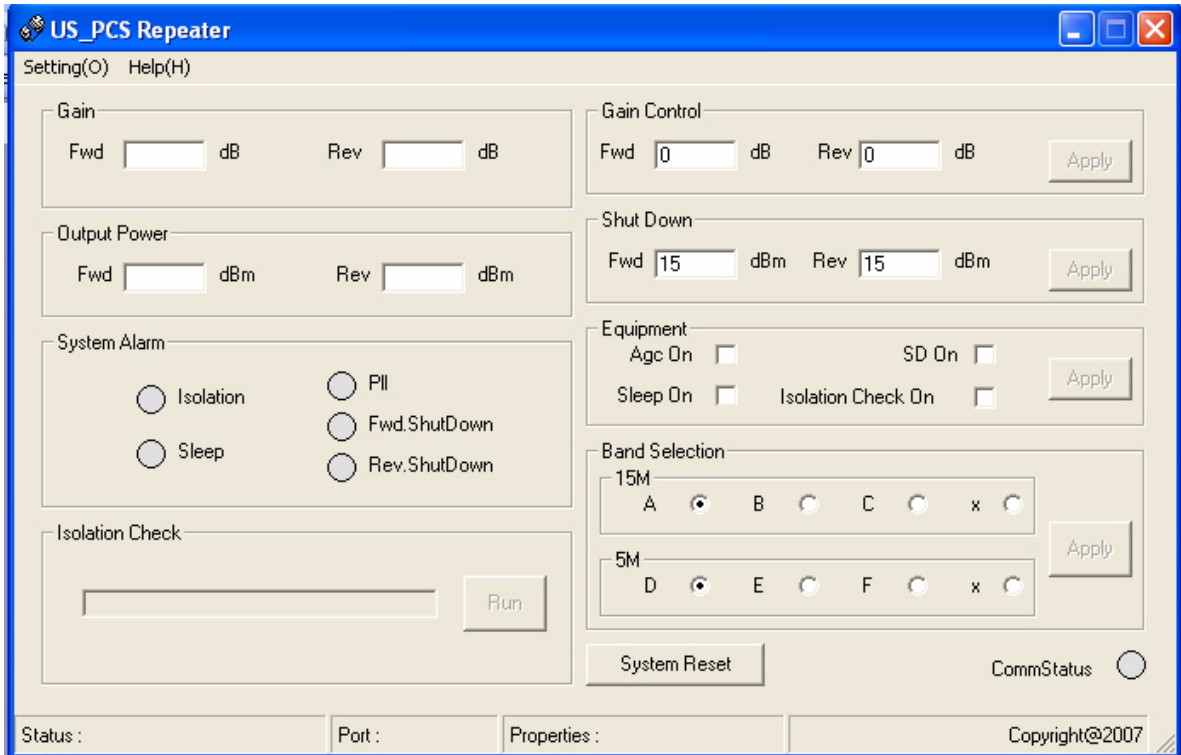 US_PCS Repeater
Setting(O) Help(H)
Gain
Fwd dB Rev dB
Output Power
Fwd dBm Rev dBm
System Alarm
Isolation
Sleep
Pll
Fwd.ShutDown
Rev.ShutDown
Isolation Check
Run
Gain Control
Fwd 0 dB Rev 0 dB Apply
Shut Down
Fwd 15 dBm Rev 15 dBm Apply
Equipment
Agc On SD On
Sleep On Isolation Check On
Apply
Band Selection
15M
A B C x
5M
D E F x
Apply
System Reset
CommStatus
Status : Port : Properties : Copyright@2007